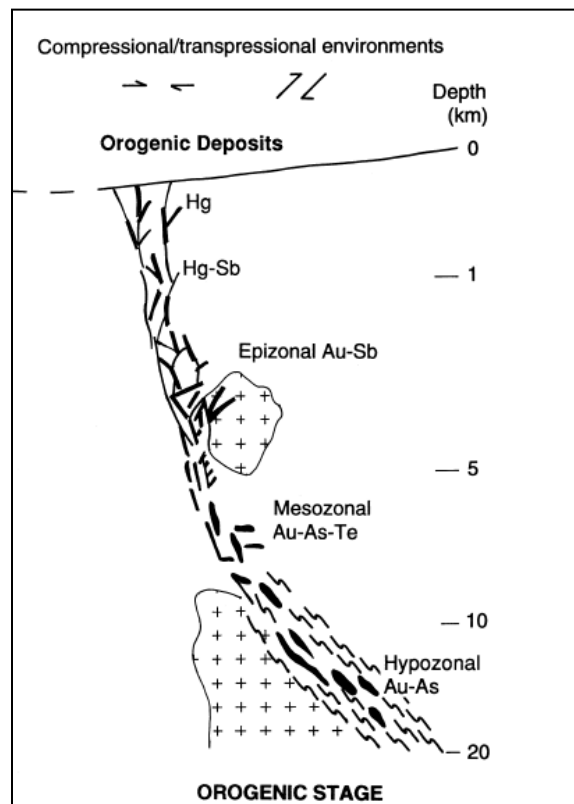 Compressional/transpressional environments
Depth
(km)
Orogenic Deposits
0
Hg
Hg-Sb
1
Epizonal Au-Sb
5
Mesozonal
Au-As-Te
10
Hypozonal
Au-As
20
OROGENIC STAGE